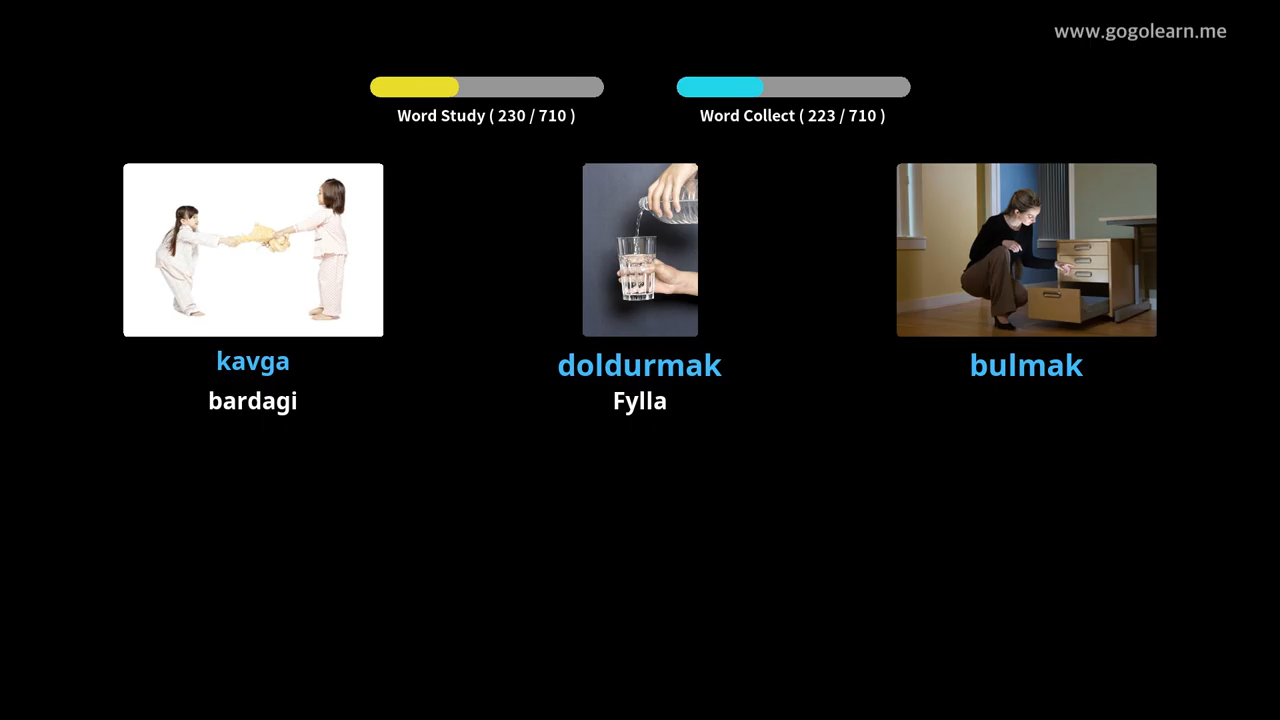 www.gogolearn.me
Word Study ( 230 / 710 )
Word Collect ( 223 / 710 )
kavga
bardagi
doldurmak
Fylla
bulmak